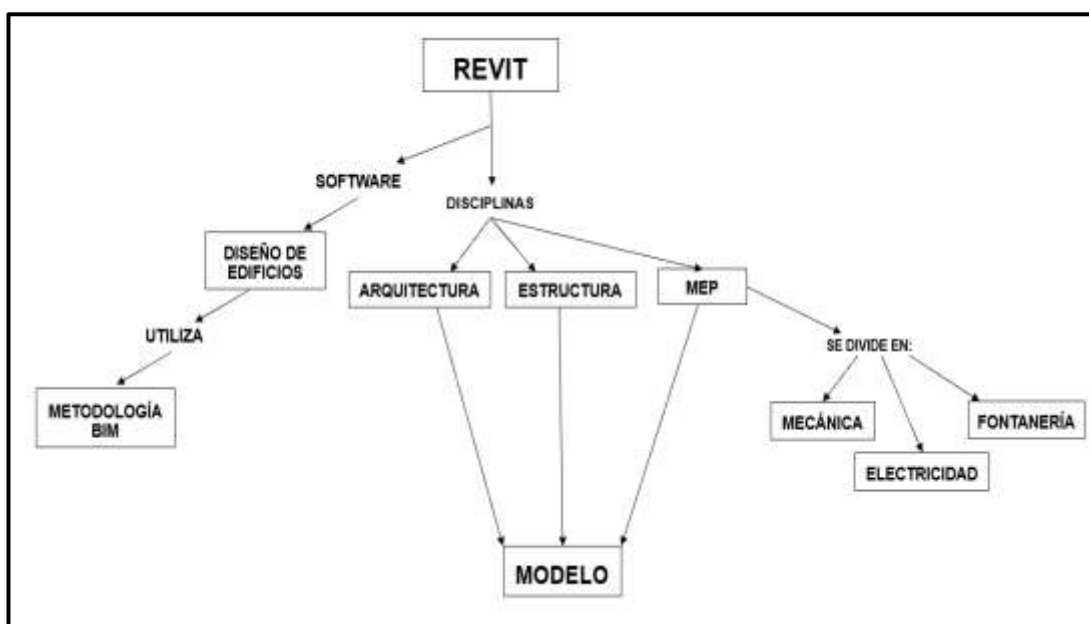 REVIT
SOFTWARE
DISCIPLINAS
DISEÑO DE
EDIFICIOS
ARQUITECTURA
ESTRUCTURA
MEP
UTILIZA
SE DIVIDE EN:
METODOLOGÍA
BIM
MECÁNICA
FONTANERÍA
ELECTRICIDAD
MODELO